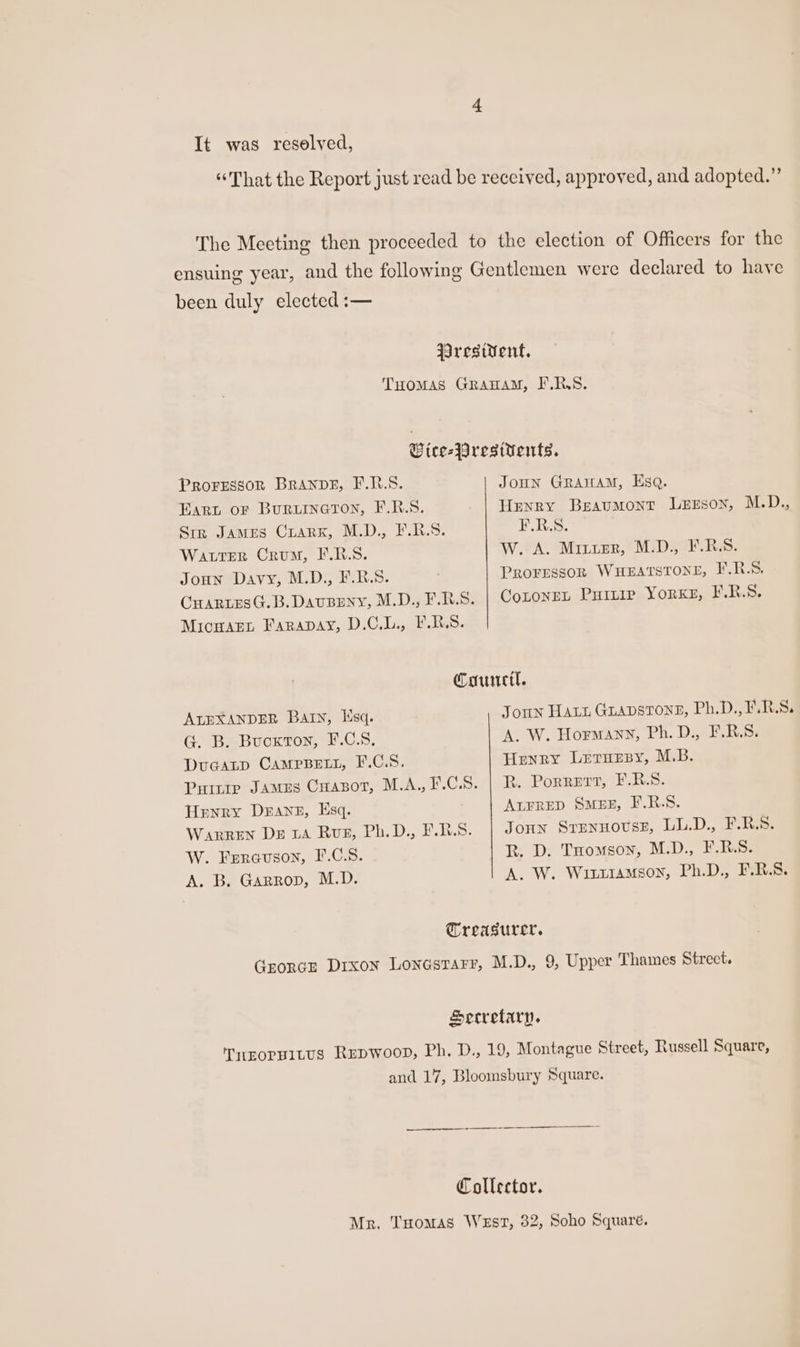 4
It was resolved,
“That the Report just read be received, approved, and adopted.”
The Meeting then proceeded to the election of Officers for the
ensuing year, and the following Gentlemen were declared to have
been duly elected :—
President.
Thomas Graham, F.R.S.
Vice-Presidents.
Professor Brande, F.R.S.
Earl of Burlington, F.R.S.
Sir James Clark, M.D., F.R.S.
Walter Crum, F.R.S.
John Davy, M.D., F.R.S.
Charles G. B. Daubeny, M.D., F.R.S.
Michael Faraday, D.C.L., F.R.S.
John Graham, Esq.
Henry Beaumont Leeson, M.D.,
F.R.S.
W. A. Miller, M.D., F.R.S.
Professor Wheatstone, F.R.S.
Colonel Philip Yorke, F.R.S.
Council.
Alexander Bain, Esq.
G. B. Buckton, F.C.S.
Dugald Campbell, F.C.S.
Philip James Chabot, M.A., F.C.S.
Henry Deane, Esq.
Warren De la Rue, Ph.D., F.R.S.
W. Ferguson, F.C.S.
A. B. Garrod, M.D.
John Hall Gladstone, Ph.D., F.R.S.
A. W. Hofmann, Ph. D., F.R.S.
Henry Letheby, M.B.
R. Porrett, F.R.S.
Alfred Smee, F.R.S.
John Stenhouse, LL.D., F.R.S.
R. D. Thomson, M.D., F.R.S.
A. W. Williamson, Ph.D., F.R.S.
Treasurer.
George Dixon Longstaff, M.D., 9, Upper Thames Street.
Secretary.
Theophilus Redwood, Ph. D., 19, Montague Street, Russell Square,
and 17, Bloomsbury Square.
Collector.
Mr. Thomas West, 32, Soho Square.